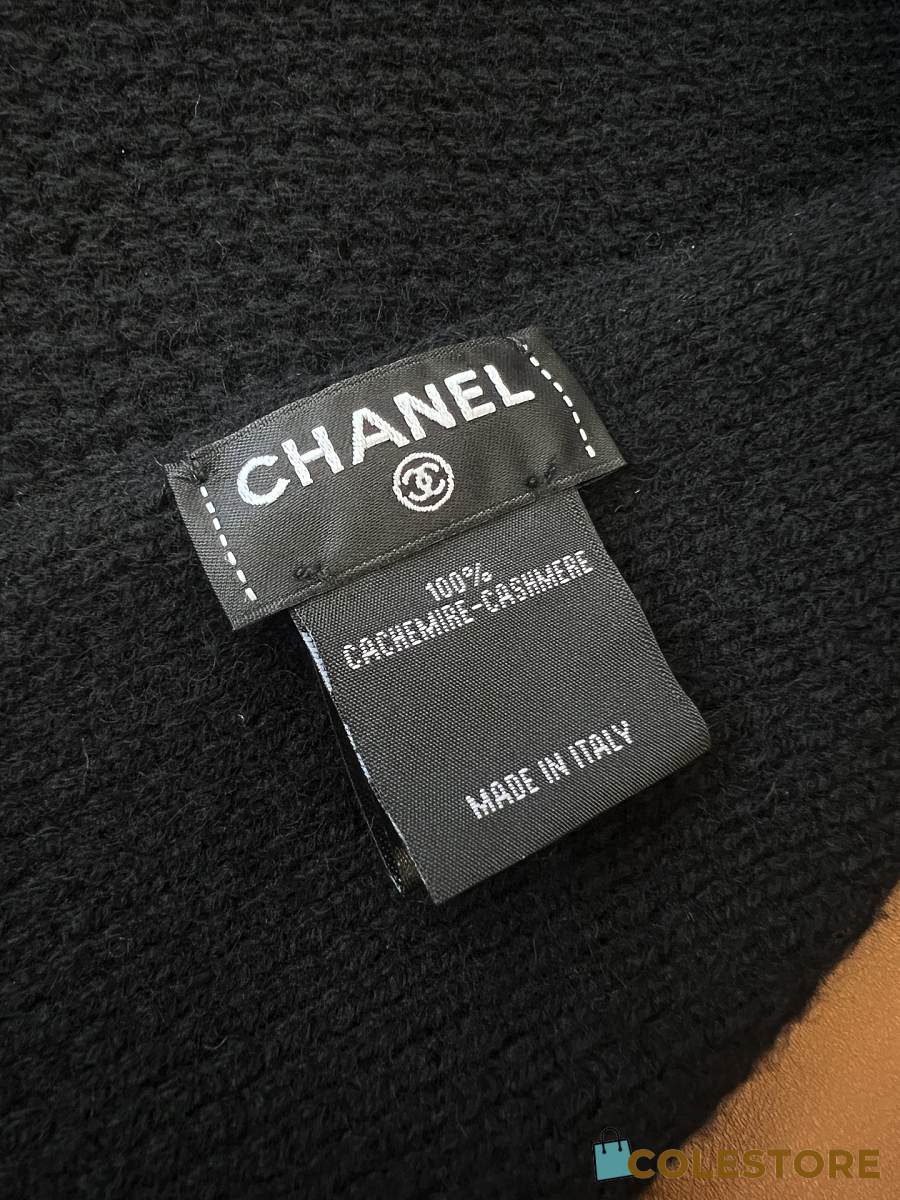 CHANEL
100%
CACHEMIRE-CASHMERE
MADE IN ITALY
COLESTORE